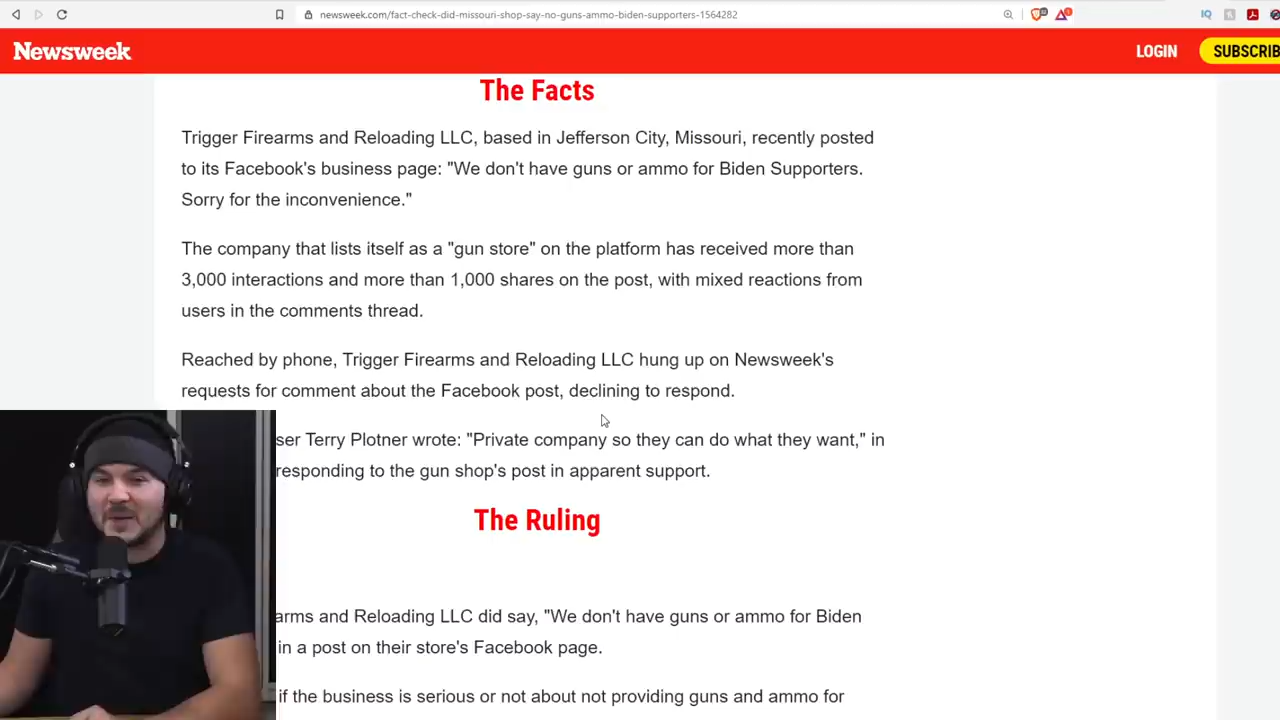 newsweek.com/fact-check-did-missouri-shop-say-no-guns-ammo-biden-supporters-1564282
IQ
Newsweek
LOGIN
SUBSCRIB
The Facts
Trigger Firearms and Reloading LLC, based in Jefferson City, Missouri, recently posted
to its Facebook's business page: "We don't have guns or ammo for Biden Supporters.
Sorry for the inconvenience."
The company that lists itself as a "gun store" on the platform has received more than
3,000 interactions and more than 1,000 shares on the post, with mixed reactions from
users in the comments thread.
Reached by phone, Trigger Firearms and Reloading LLC hung up on Newsweek's
requests for comment about the Facebook post, declining to respond.
ser Terry Plotner wrote: "Private company so they can do what they want," in
responding to the gun shop's post in apparent support.
The Ruling
arms and Reloading LLC did say, "We don't have guns or ammo for Biden
in a post on their store's Facebook page.
if the business is serious or not about not providing guns and ammo for